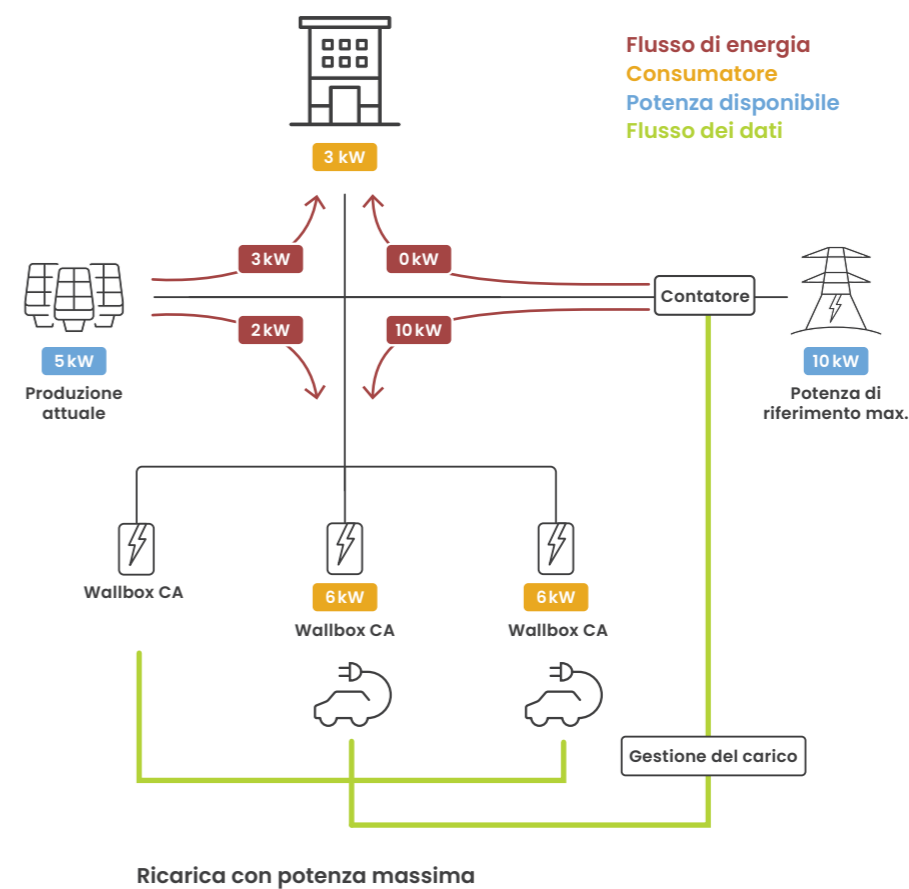 Flusso di energia
Consumatore
Potenza disponibile
Flusso dei dati
3 kW
3 kW
0 kW
Contatore
2 kW
10 kW
5 kW
10 kW
Produzione
attuale
Potenza di
riferimento max.
Wallbox CA
6 kW
6 kW
Wallbox CA
Wallbox CA
Gestione del carico
Ricarica con potenza massima